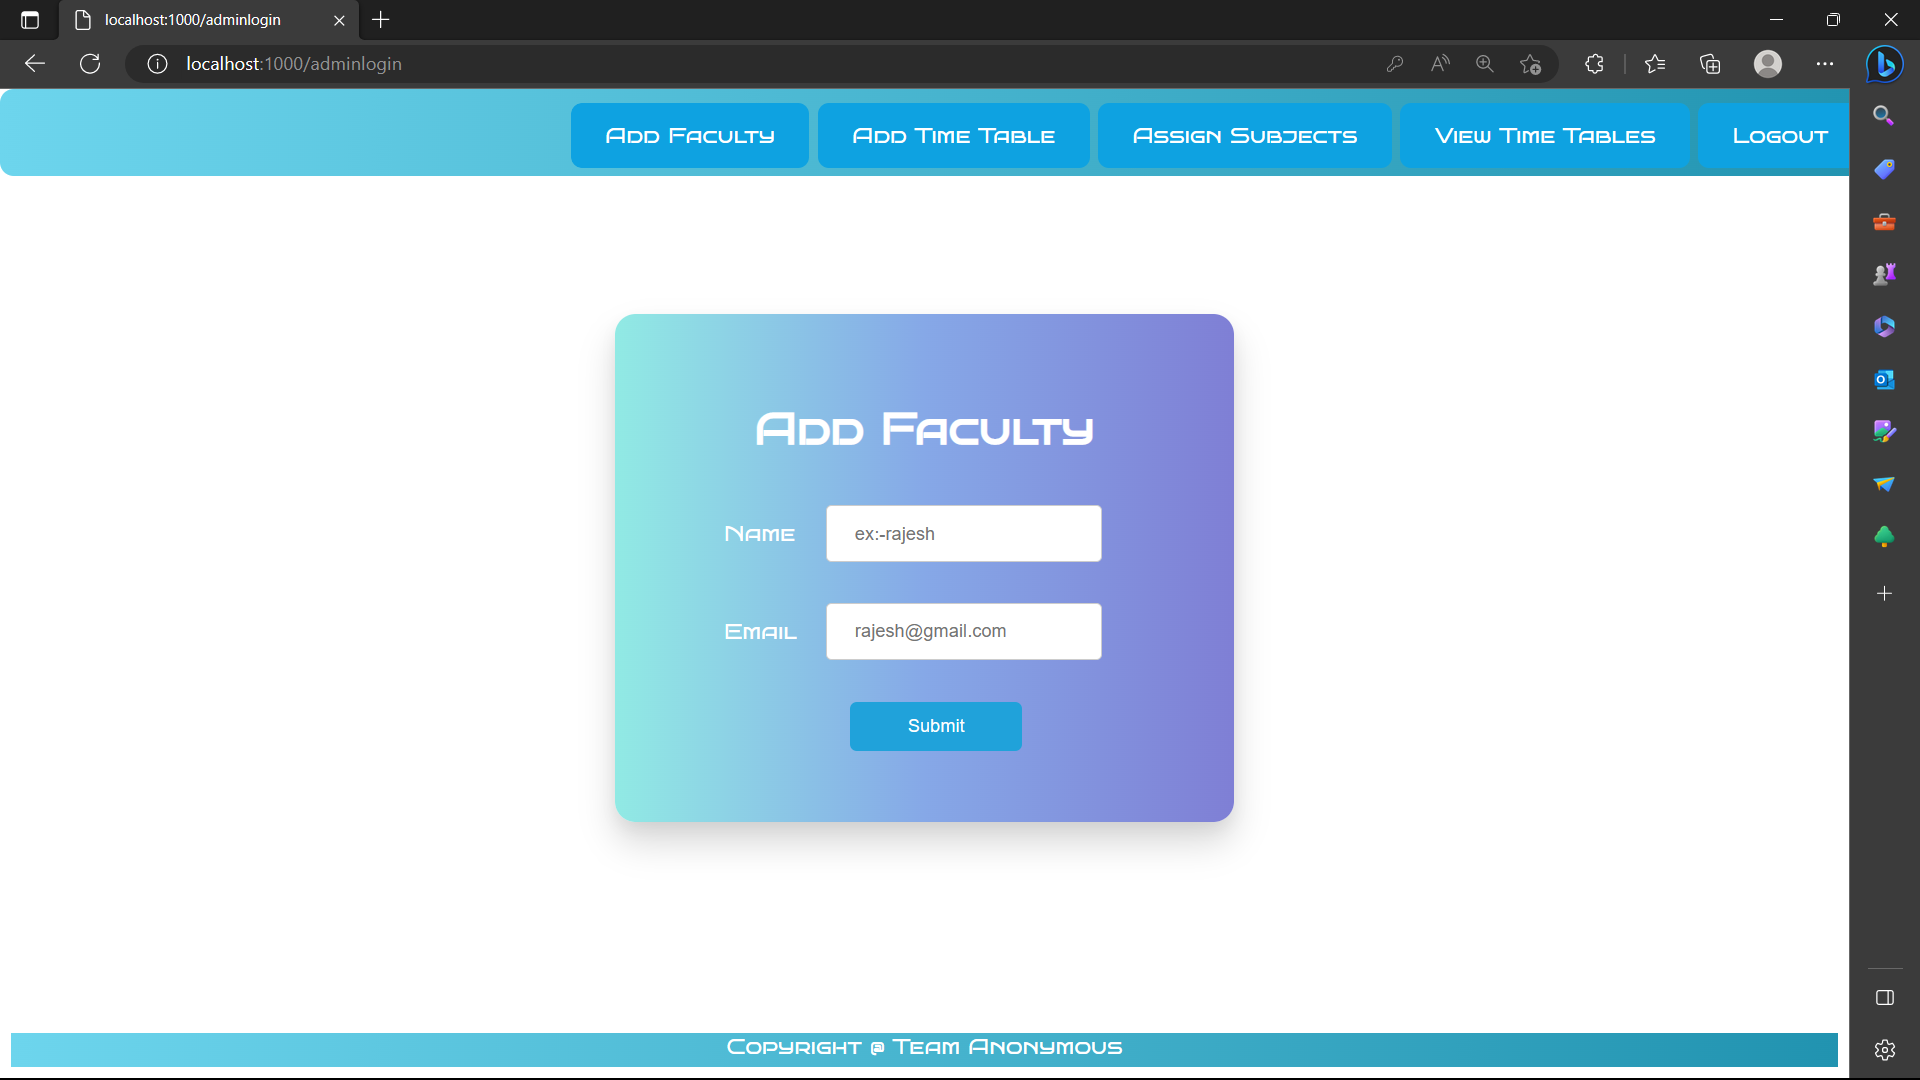 localhost:1000/adminlogin
localhost:1000/adminlogin
Add Faculty
Add Time Table
Assign Subjects
View Time Tables
Logout
Add Faculty
Name
ex:-rajesh
Email
rajesh@gmail.com
Submit
Copyright @ Team Anonymous